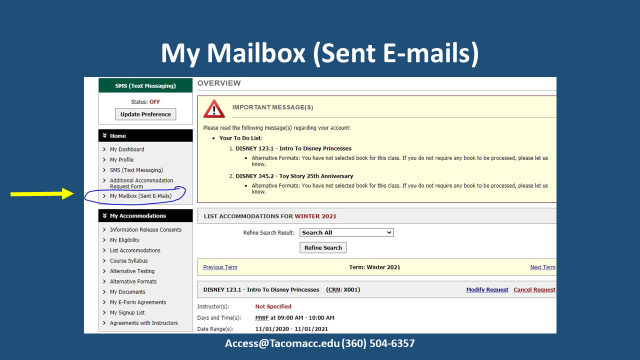 My Mailbox (Sent E-mails)
SMS (Text Messaging)
Status: OFF
Update Preference
Home
My Dashboard
My Profile
SMS (Text Messaging)
Additional Accommodation
Request Form
My Mailbox (Sent E-Mails)
My Accommodations
Information Release Consents
My Eligibility
List Accommodations
Course Syllabus
Alternative Testing
Alternative Formats
My Documents
My E-Form Agreements
My Signup List
Agreements with Instructors
OVERVIEW
IMPORTANT MESSAGE(S)
Please read the following message(s) regarding your account:
• Your To Do List:
1. DISNEY 123.1 - Intro To Disney Princesses
• Alternative Formats: You have not selected book for this class. If you do not require any book to be processed, please let us
know.
2. DISNEY 345.2 - Toy Story 25th Anniversary
• Alternative Formats: You have not selected book for this class. If you do not require any book to be processed, please let us
know.
LIST ACCOMMODATIONS FOR WINTER 2021
Refine Search Result: Search All
Refine Search
Previous Term Term: Winter 2021 Next Term
DISNEY 123.1 - Intro To Disney Princesses (CRN: X001) Modify Request Cancel Request
Instructor(s): Not Specified
Days and Time(s): MWF at 09:00 AM - 10:00 AM
Date Range(s): 11/01/2020 - 11/01/2021
Access@Tacomacc.edu (360) 504-6357